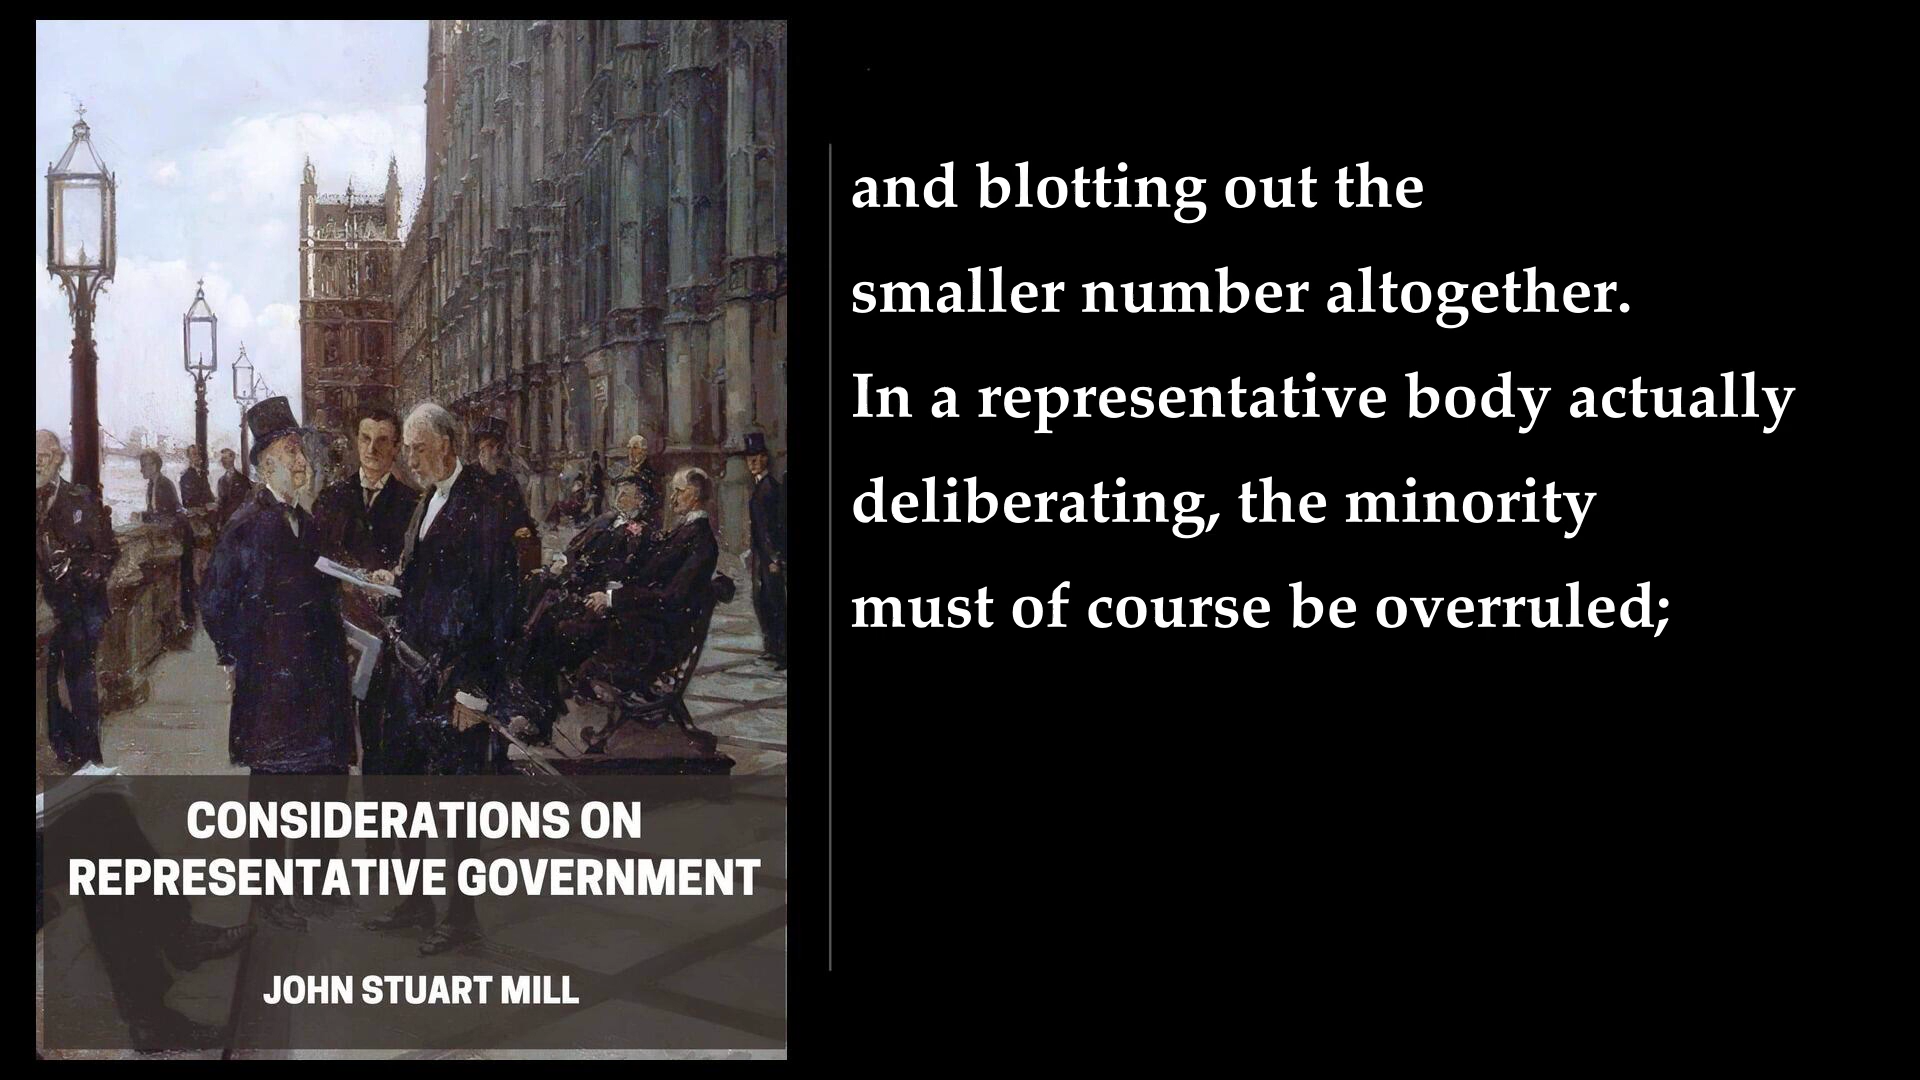 and blotting out the
smaller number altogether.
In a representative body actually
deliberating, the minority
must of course be overruled;
CONSIDERATIONS ON
REPRESENTATIVE GOVERNMENT
JOHN STUART MILL